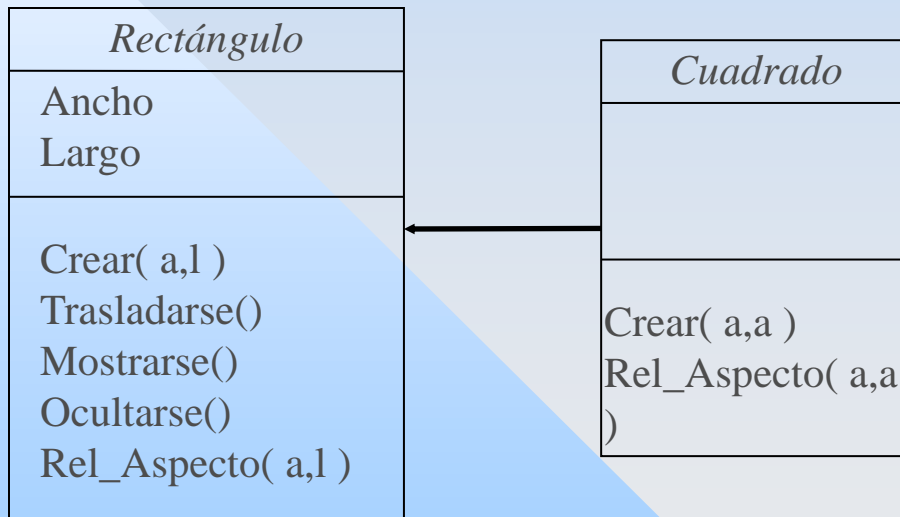 Rectángulo
Ancho
Largo
Crear( a,l )
Trasladarse()
Mostrarse()
Ocultarse()
Rel_Aspecto( a,l )
Cuadrado
Crear( a,a )
Rel_Aspecto( a,a
)